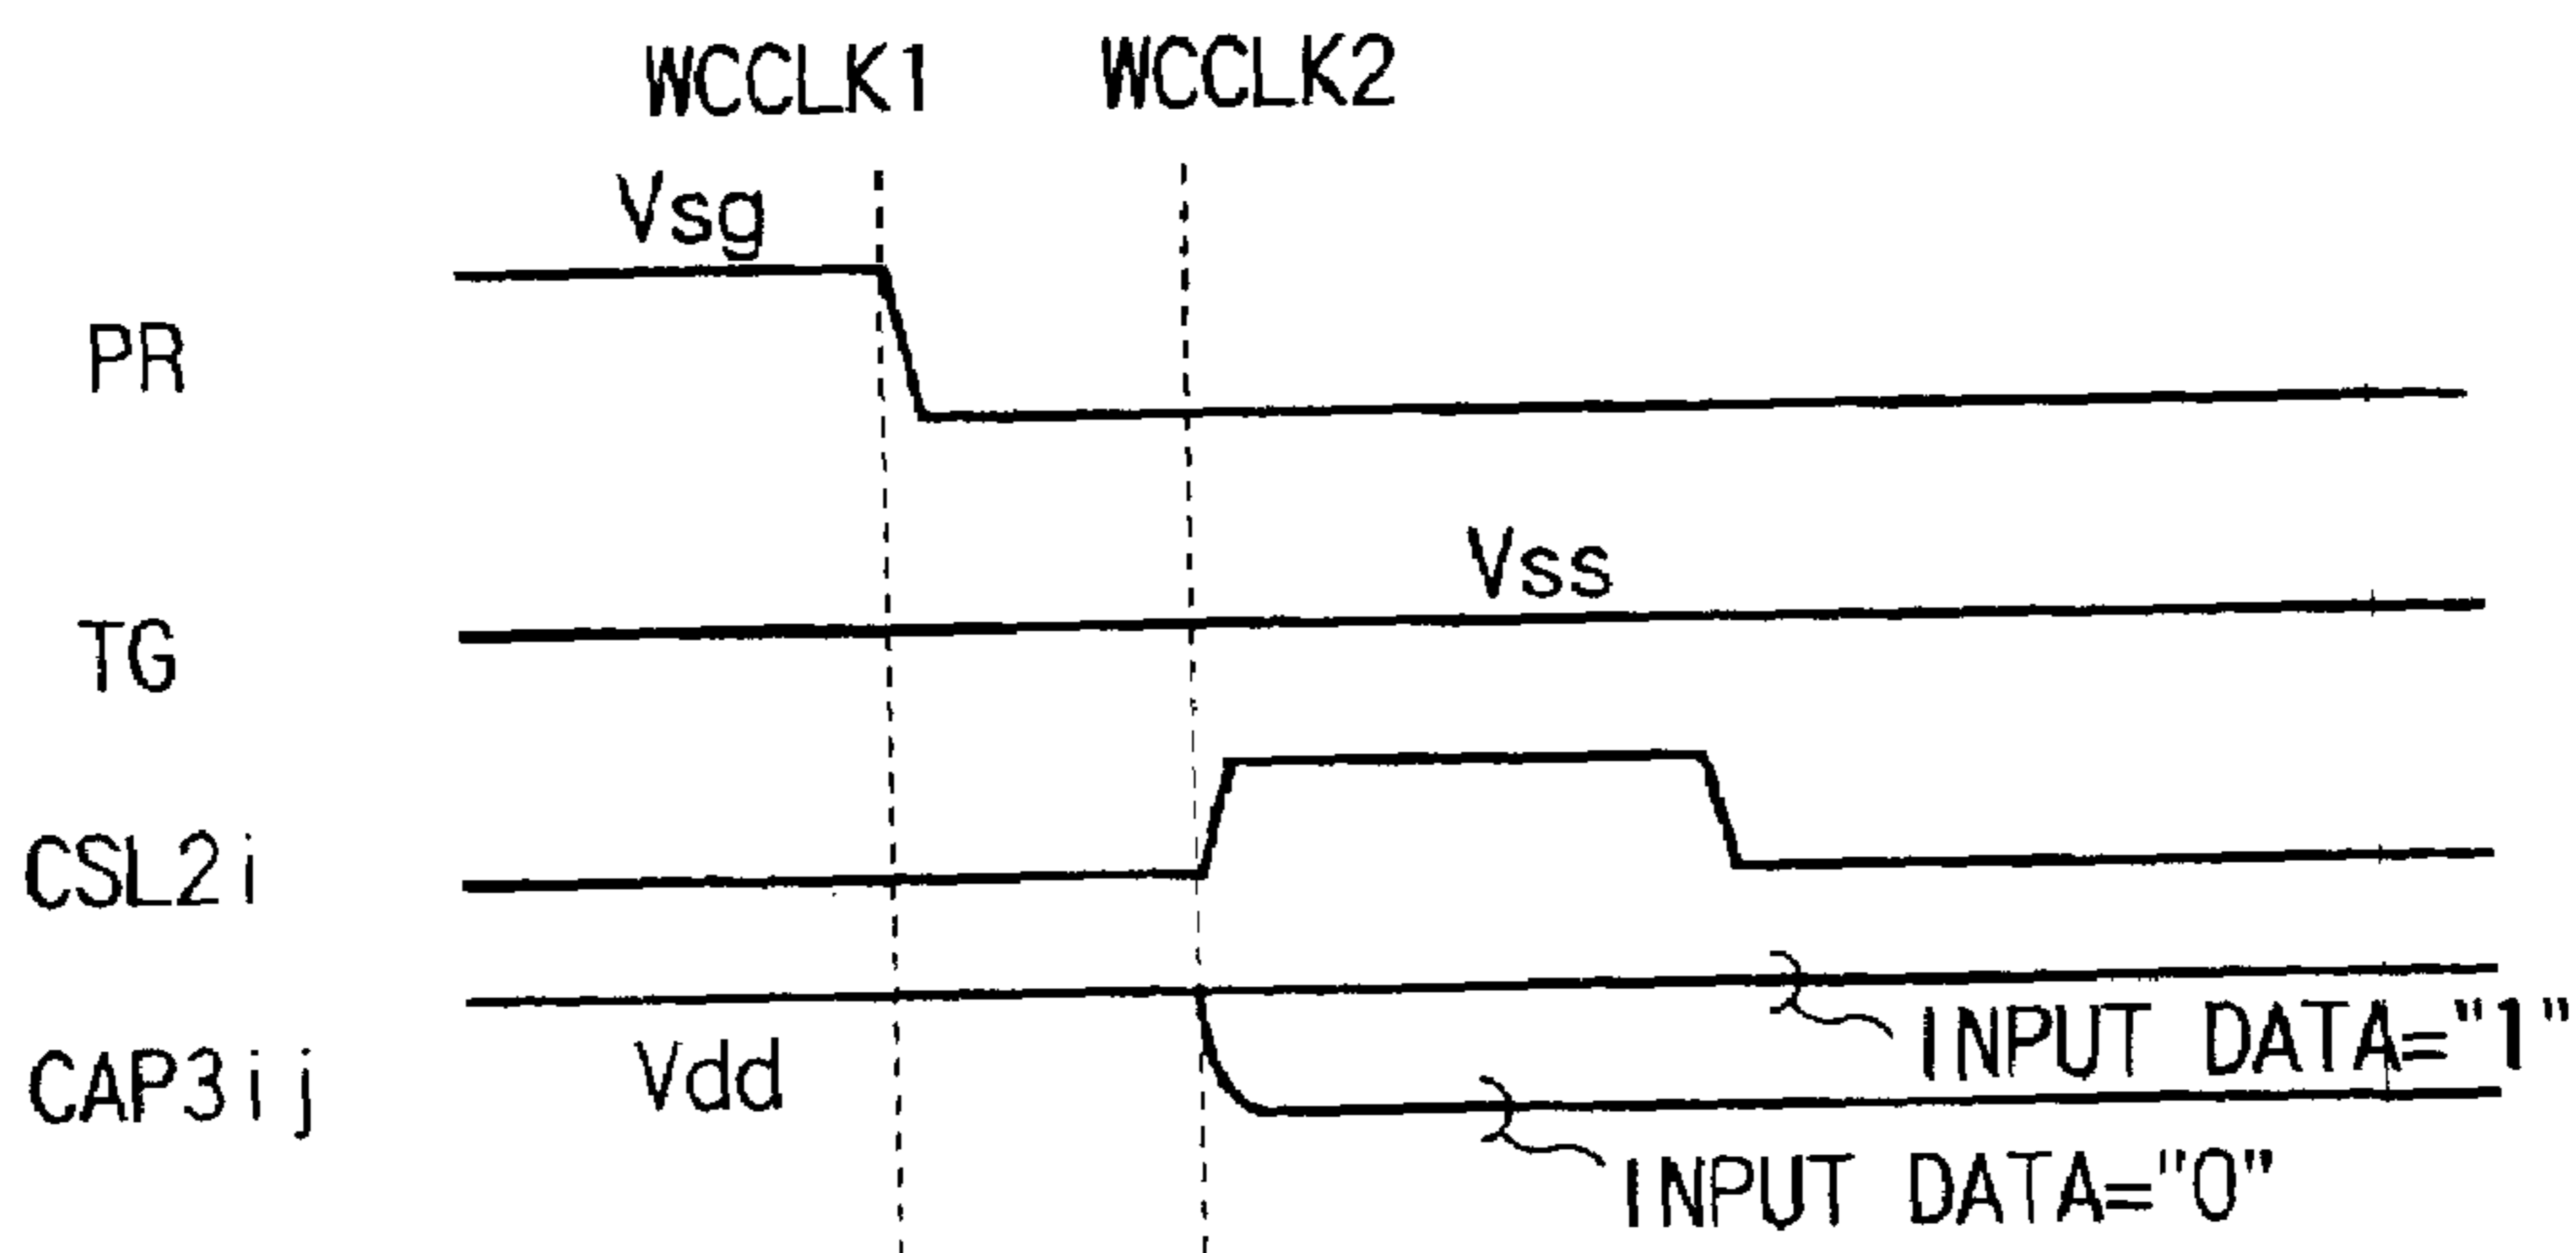 WCCLK1 WCCLK2
Vsg
PR
Vss
TG
CSL2i
CAP3ij
Vdd
INPUT DATA="1"
INPUT DATA="0"